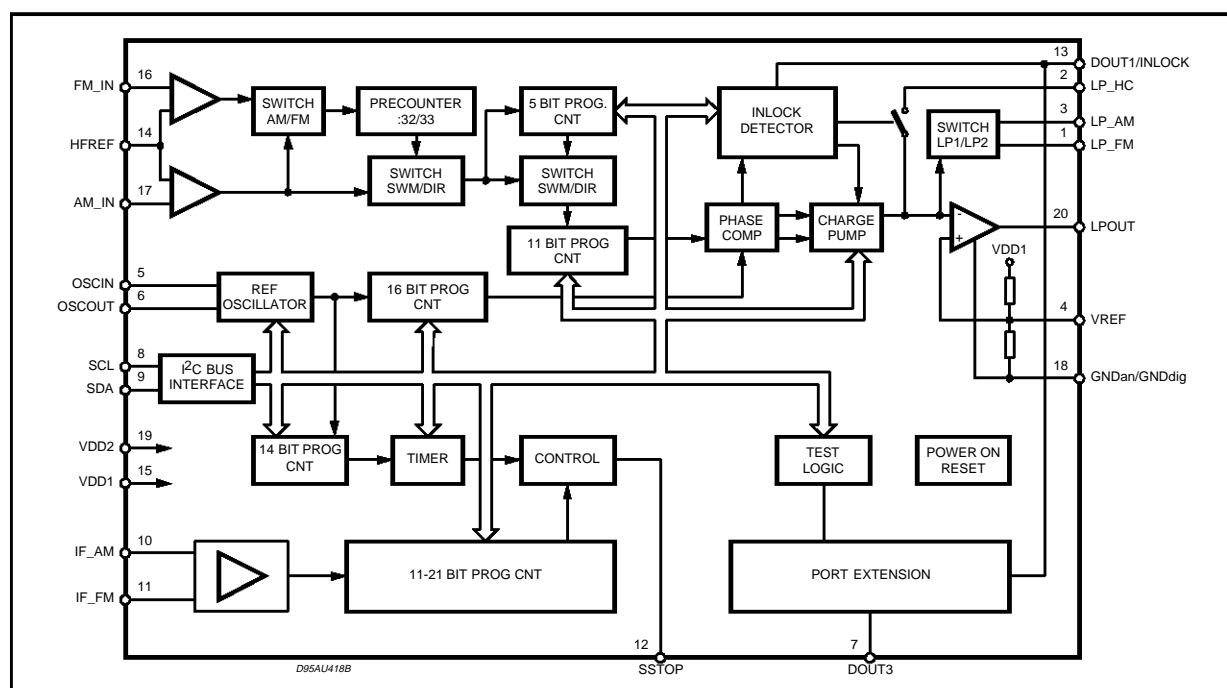 13
DOUT1/INLOCK
16
FM_IN
2
LP_HC
SWITCH
AM/FM
PRECOUNTER
:32/33
5 BIT PROG.
CNT
INLOCK
DETECTOR
SWITCH
LP1/LP2
3
LP_AM
1
LP_FM
14
HFREF
17
AM_IN
SWITCH
SWM/DIR
SWITCH
SWM/DIR
PHASE
COMP
CHARGE
PUMP
-
+
20
LPOUT
11 BIT PROG
CNT
VDD1
5
OSCIN
6
OSCOUT
REF
OSCILLATOR
16 BIT PROG
CNT
4
VREF
8
SCL
9
SDA
I2C BUS
INTERFACE
18
GNDan/GNDdig
19
VDD2
15
VDD1
14 BIT PROG
CNT
TIMER
CONTROL
TEST
LOGIC
POWER ON
RESET
10
IF_AM
11
IF_FM
11-21 BIT PROG CNT
PORT EXTENSION
12
SSTOP
7
DOUT3
D95AU418B